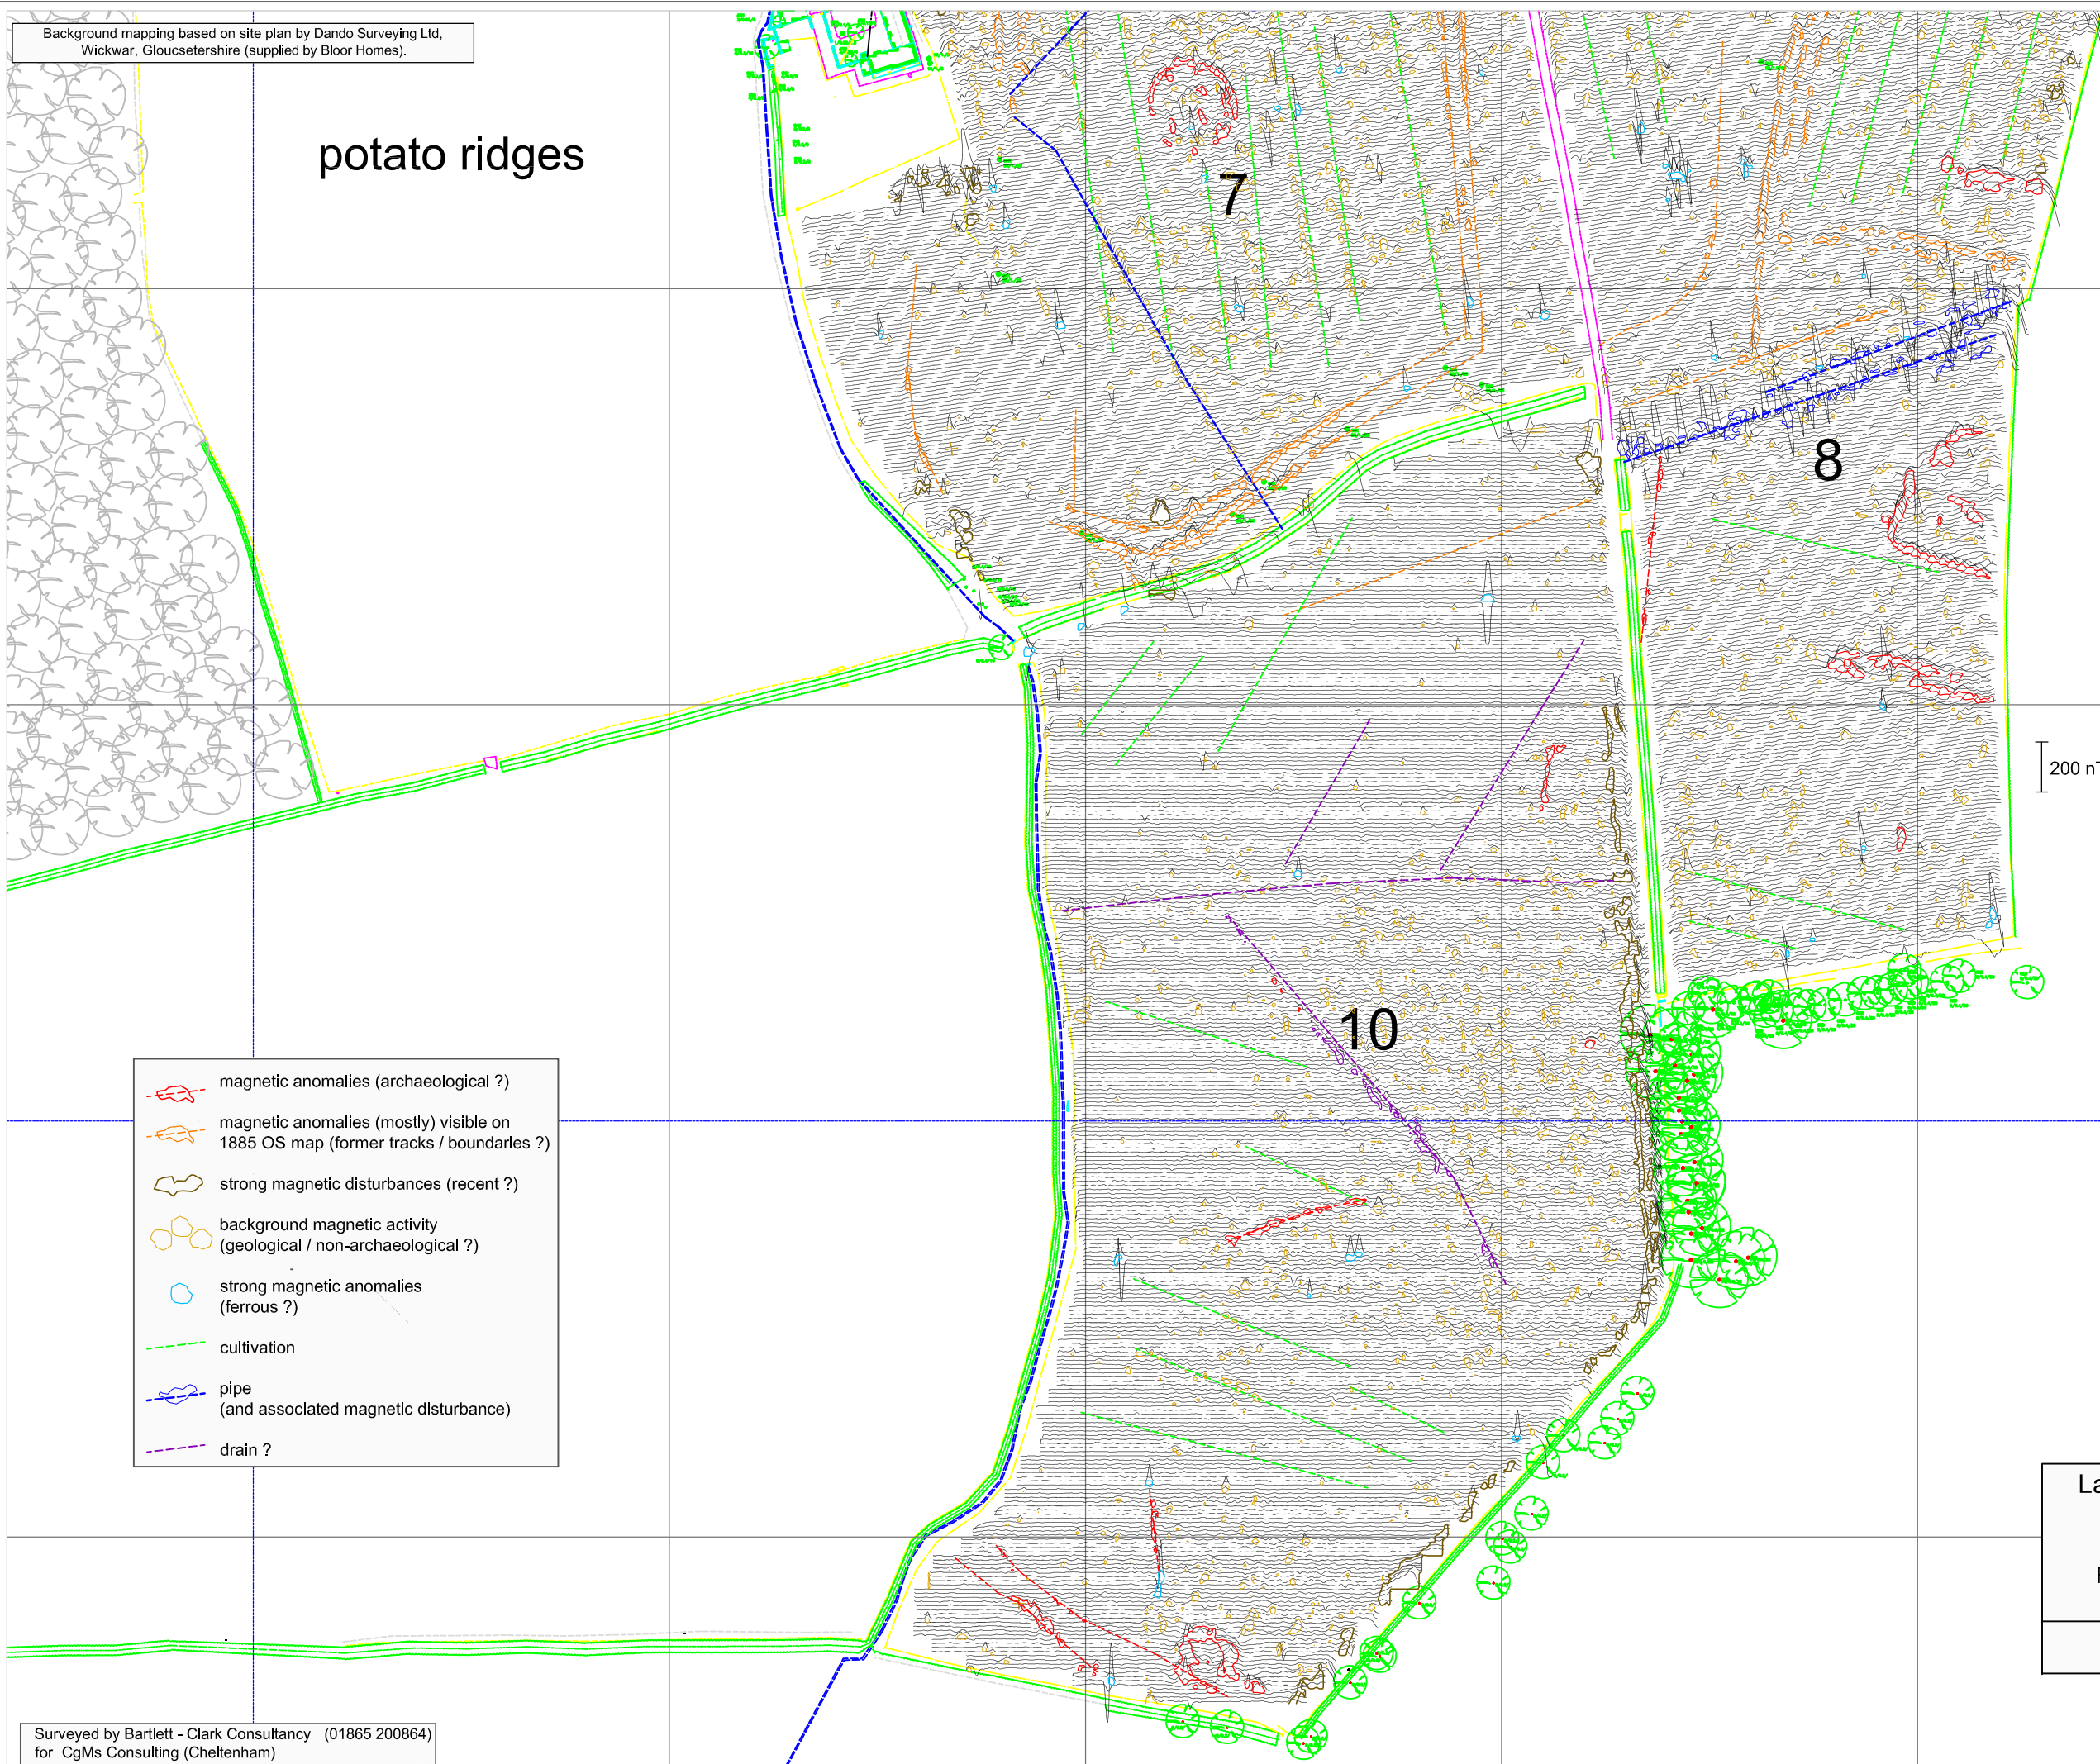 Background mapping based on site plan by Dando Surveying Ltd,
Wickwar, Gloucsetershire (supplied by Bloor Homes).
potato ridges
7
8
200 nT
10
magnetic anomalies (archaeological ?)
magnetic anomalies (mostly) visible on
1885 OS map (former tracks / boundaries ?)
strong magnetic disturbances (recent ?)
background magnetic activity
(geological / non-archaeological ?)
strong magnetic anomalies
(ferrous ?)
cultivation
pipe
(and associated magnetic disturbance)
drain ?
La
Surveyed by Bartlett - Clark Consultancy (01865 200864)
for CgMs Consulting (Cheltenham)